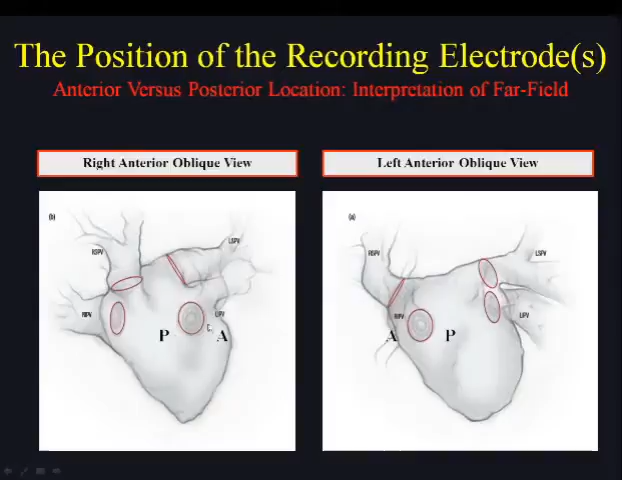 The Position of the Recording Electrode(s)
Anterior Versus Posterior Location: Interpretation of Far-Field
Right Anterior Oblique View
Left Anterior Oblique View
(b)
RSPV
LSPV
RIPV
LIPV
P
A
(a)
RSPV
LSPV
RIPV
LIPV
A
P